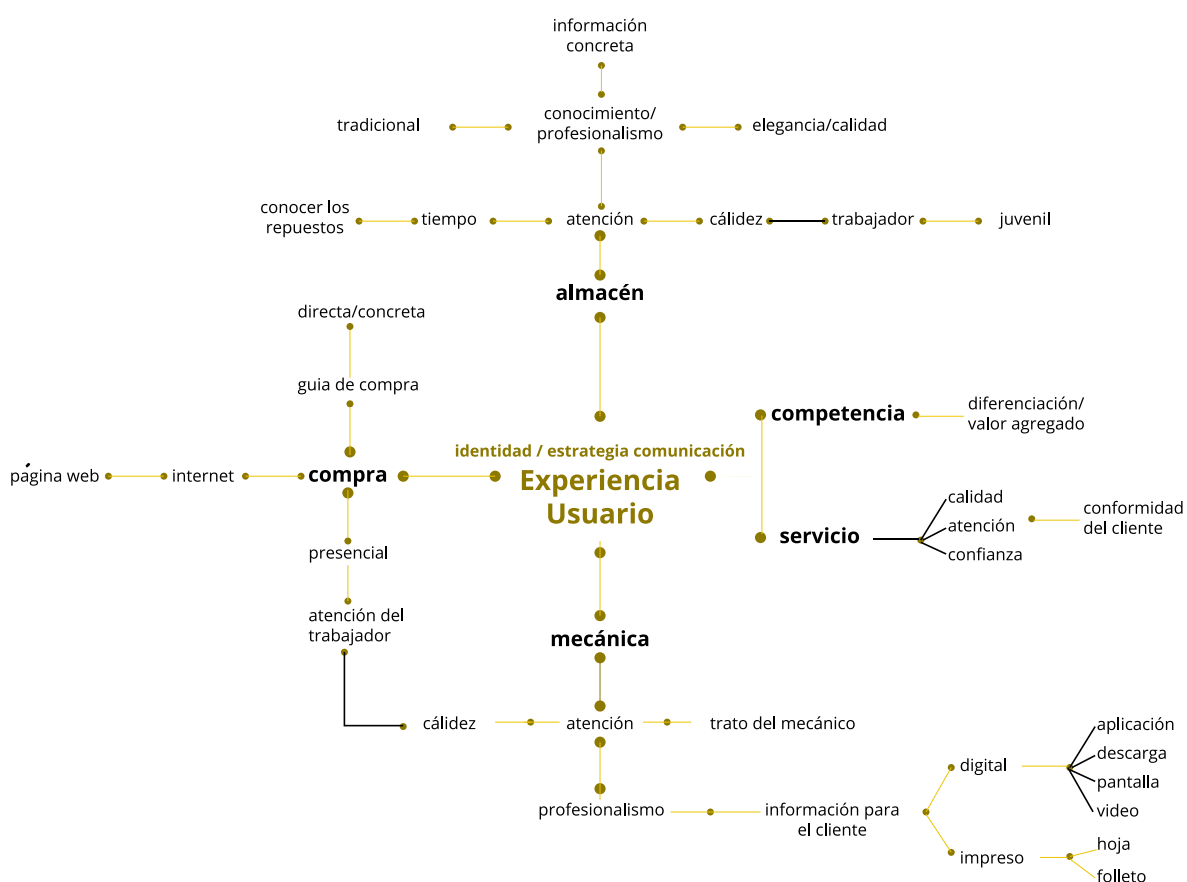 información
concreta
conocimiento/
profesionalismo
tradicional
elegancia/calidad
conocer los
repuestos
tiempo
atención
cálidez
trabajador
juvenil
almacén
directa/concreta
guia de compra
página web
internet
compra
presencial
atención del
trabajador
identidad / estrategia comunicación
Experiencia
Usuario
competencia
diferenciación/
valor agregado
servicio
calidad
atención
confianza
conformidad
del cliente
mecánica
cálidez
atención
trato del mecánico
profesionalismo
información para
el cliente
digital
aplicación
descarga
pantalla
video
impreso
hoja
folleto